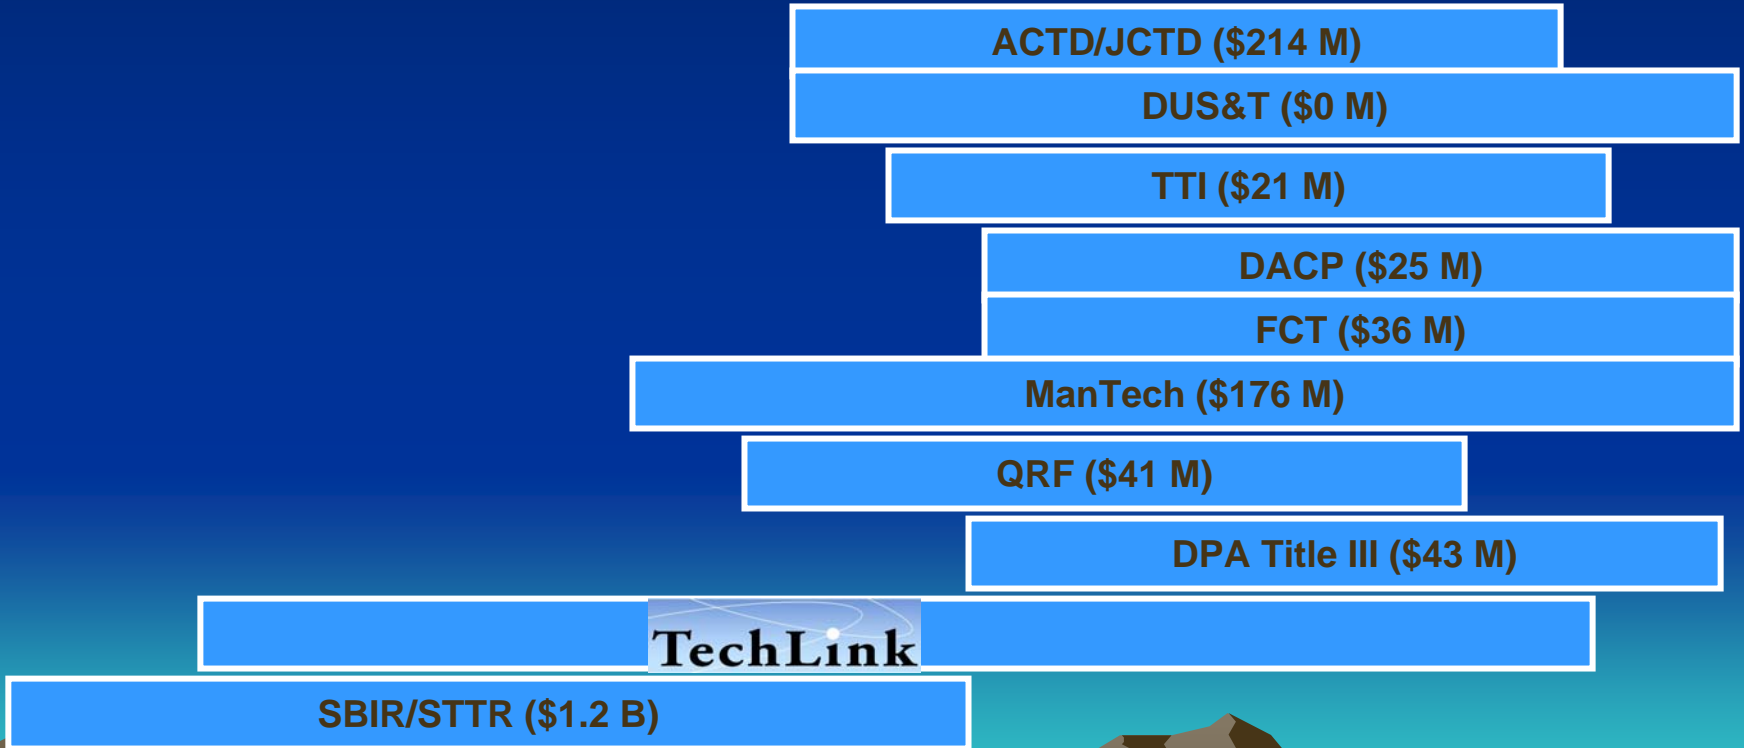 ACTD/JCTD ($214 M)
DUS&T ($0 M)
TTI ($21 M)
DACP ($25 M)
FCT ($36 M)
ManTech ($176 M)
QRF ($41 M)
DPA Title III ($43 M)
TechLink
SBIR/STTR ($1.2 B)